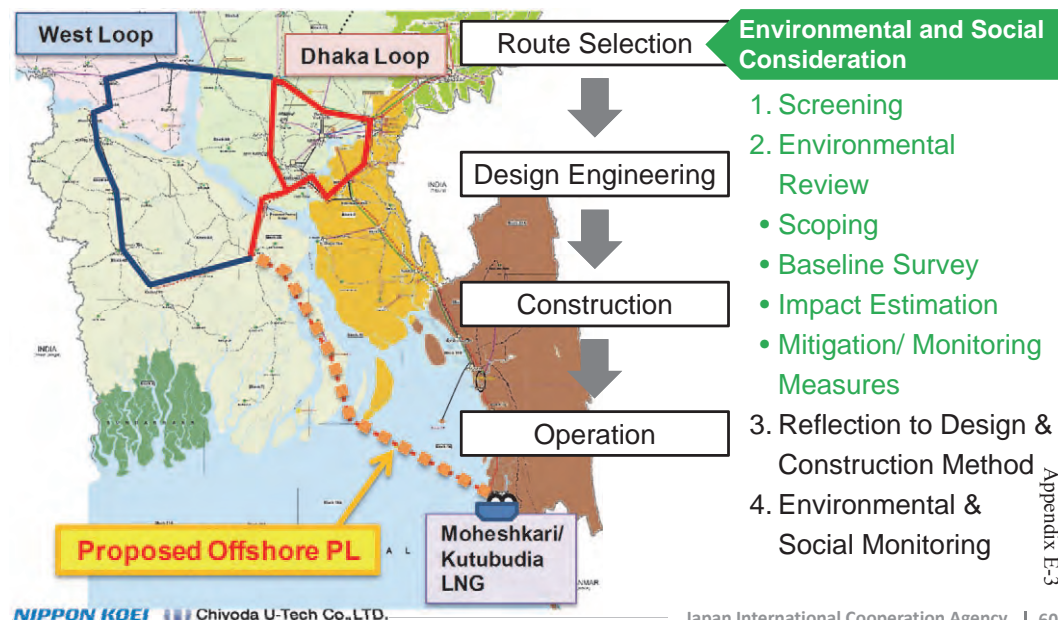 West Loop
Dhaka Loop
Route Selection
Environmental and Social
Consideration
1. Screening
2. Environmental
Review
• Scoping
• Baseline Survey
• Impact Estimation
• Mitigation/ Monitoring
Measures
3. Reflection to Design &
Construction Method
4. Environmental &
Social Monitoring
Design Engineering
Construction
Operation
INDIA
INDIA
Proposed Offshore PL
A L
Moheshkari/
Kutubudia
LNG
Appendix E-3
NIPPON KOEI
Chiyoda U-Tech Co.,LTD.
Japan International Cooperation Agency